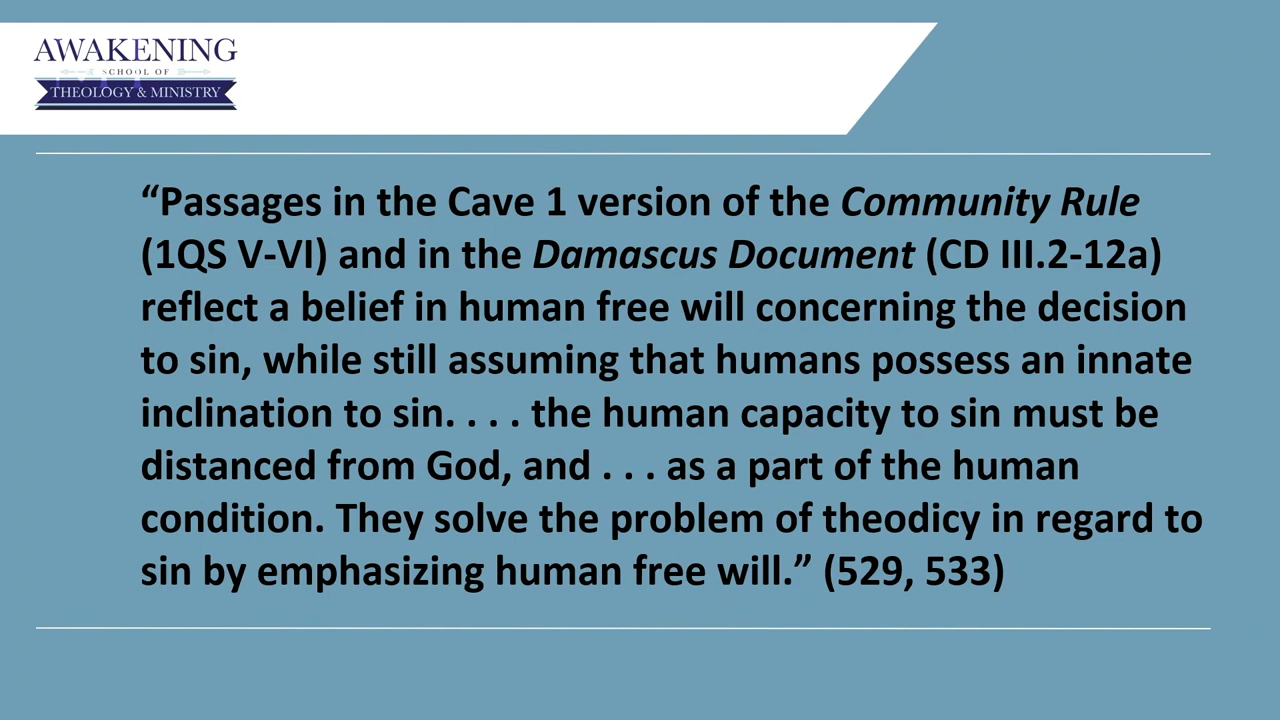 AWAKENING
SCHOOL OF
THEOLOGY & MINISTRY
“Passages in the Cave 1 version of the Community Rule
(1QS V-VI) and in the Damascus Document (CD III.2-12a)
reflect a belief in human free will concerning the decision
to sin, while still assuming that humans possess an innate
inclination to sin. . . . the human capacity to sin must be
distanced from God, and . . . as a part of the human
condition. They solve the problem of theodicy in regard to
sin by emphasizing human free will.” (529, 533)